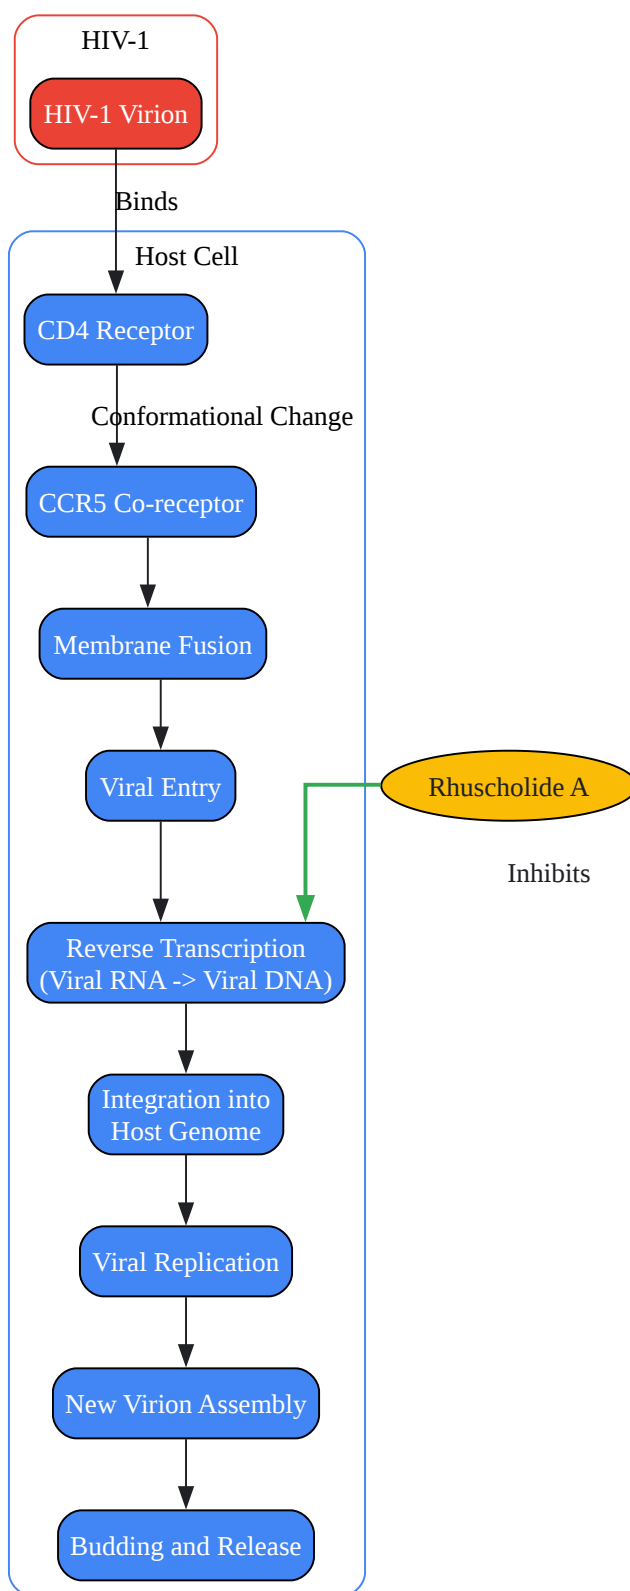 HIV-1
HIV-1 Virion
Binds
Host Cell
CD4 Receptor
Conformational Change
CCR5 Co-receptor
Membrane Fusion
Viral Entry
Rhuscholide A
Inhibits
Reverse Transcription
(Viral RNA -> Viral DNA)
Integration into
Host Genome
Viral Replication
New Virion Assembly
Budding and Release